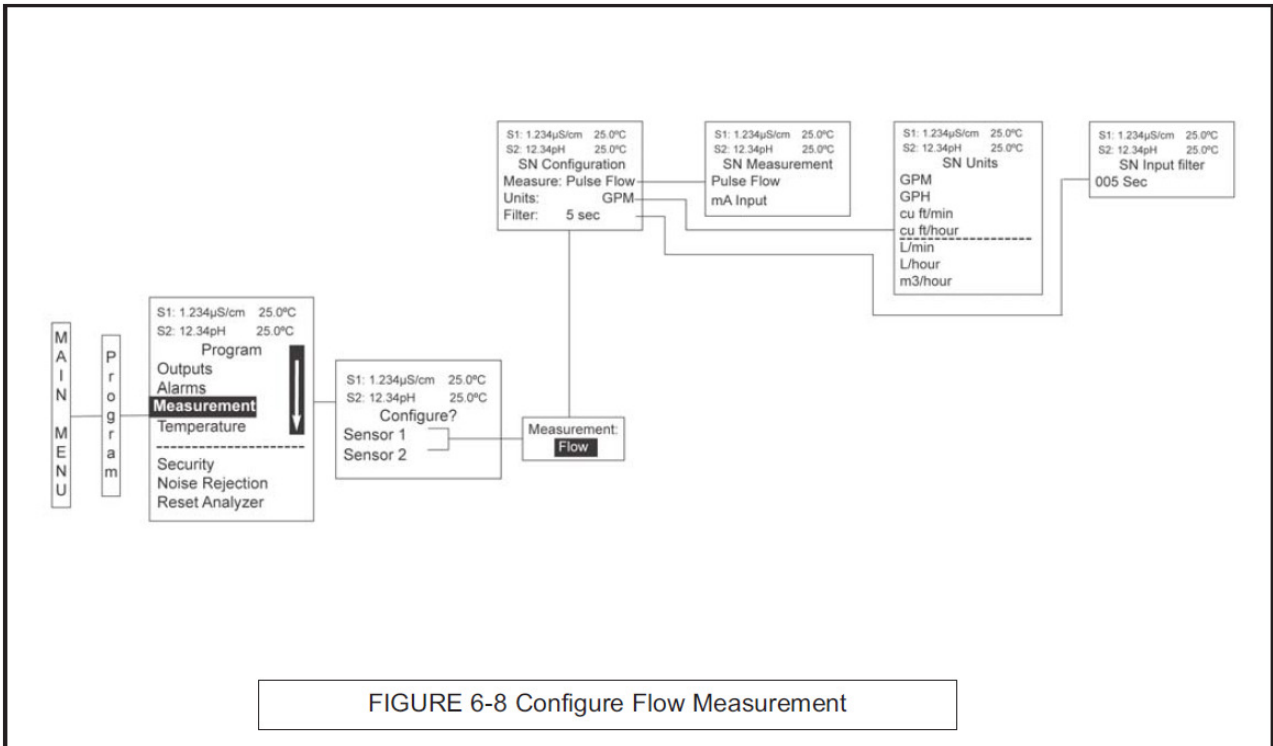 S1: 1.234µS/cm 25.0ºC
S2: 12.34pH 25.0ºC
SN Configuration
Measure: Pulse Flow
Units: GPM
Filter: 5 sec
S1: 1.234µS/cm 25.0ºC
S2: 12.34pH 25.0ºC
SN Measurement
Pulse Flow
mA Input
S1: 1.234µS/cm 25.0ºC
S2: 12.34pH 25.0ºC
SN Units
GPM
GPH
cu ft/min
cu ft/hour
L/min
L/hour
m3/hour
S1: 1.234µS/cm 25.0ºC
S2: 12.34pH 25.0ºC
SN Input filter
005 Sec
MAIN MENU
Program
S1: 1.234µS/cm 25.0ºC
S2: 12.34pH 25.0ºC
Program
Outputs
Alarms
Measurement
Temperature
Security
Noise Rejection
Reset Analyzer
S1: 1.234µS/cm 25.0ºC
S2: 12.34pH 25.0ºC
Configure?
Sensor 1
Sensor 2
Measurement:
Flow
FIGURE 6-8 Configure Flow Measurement